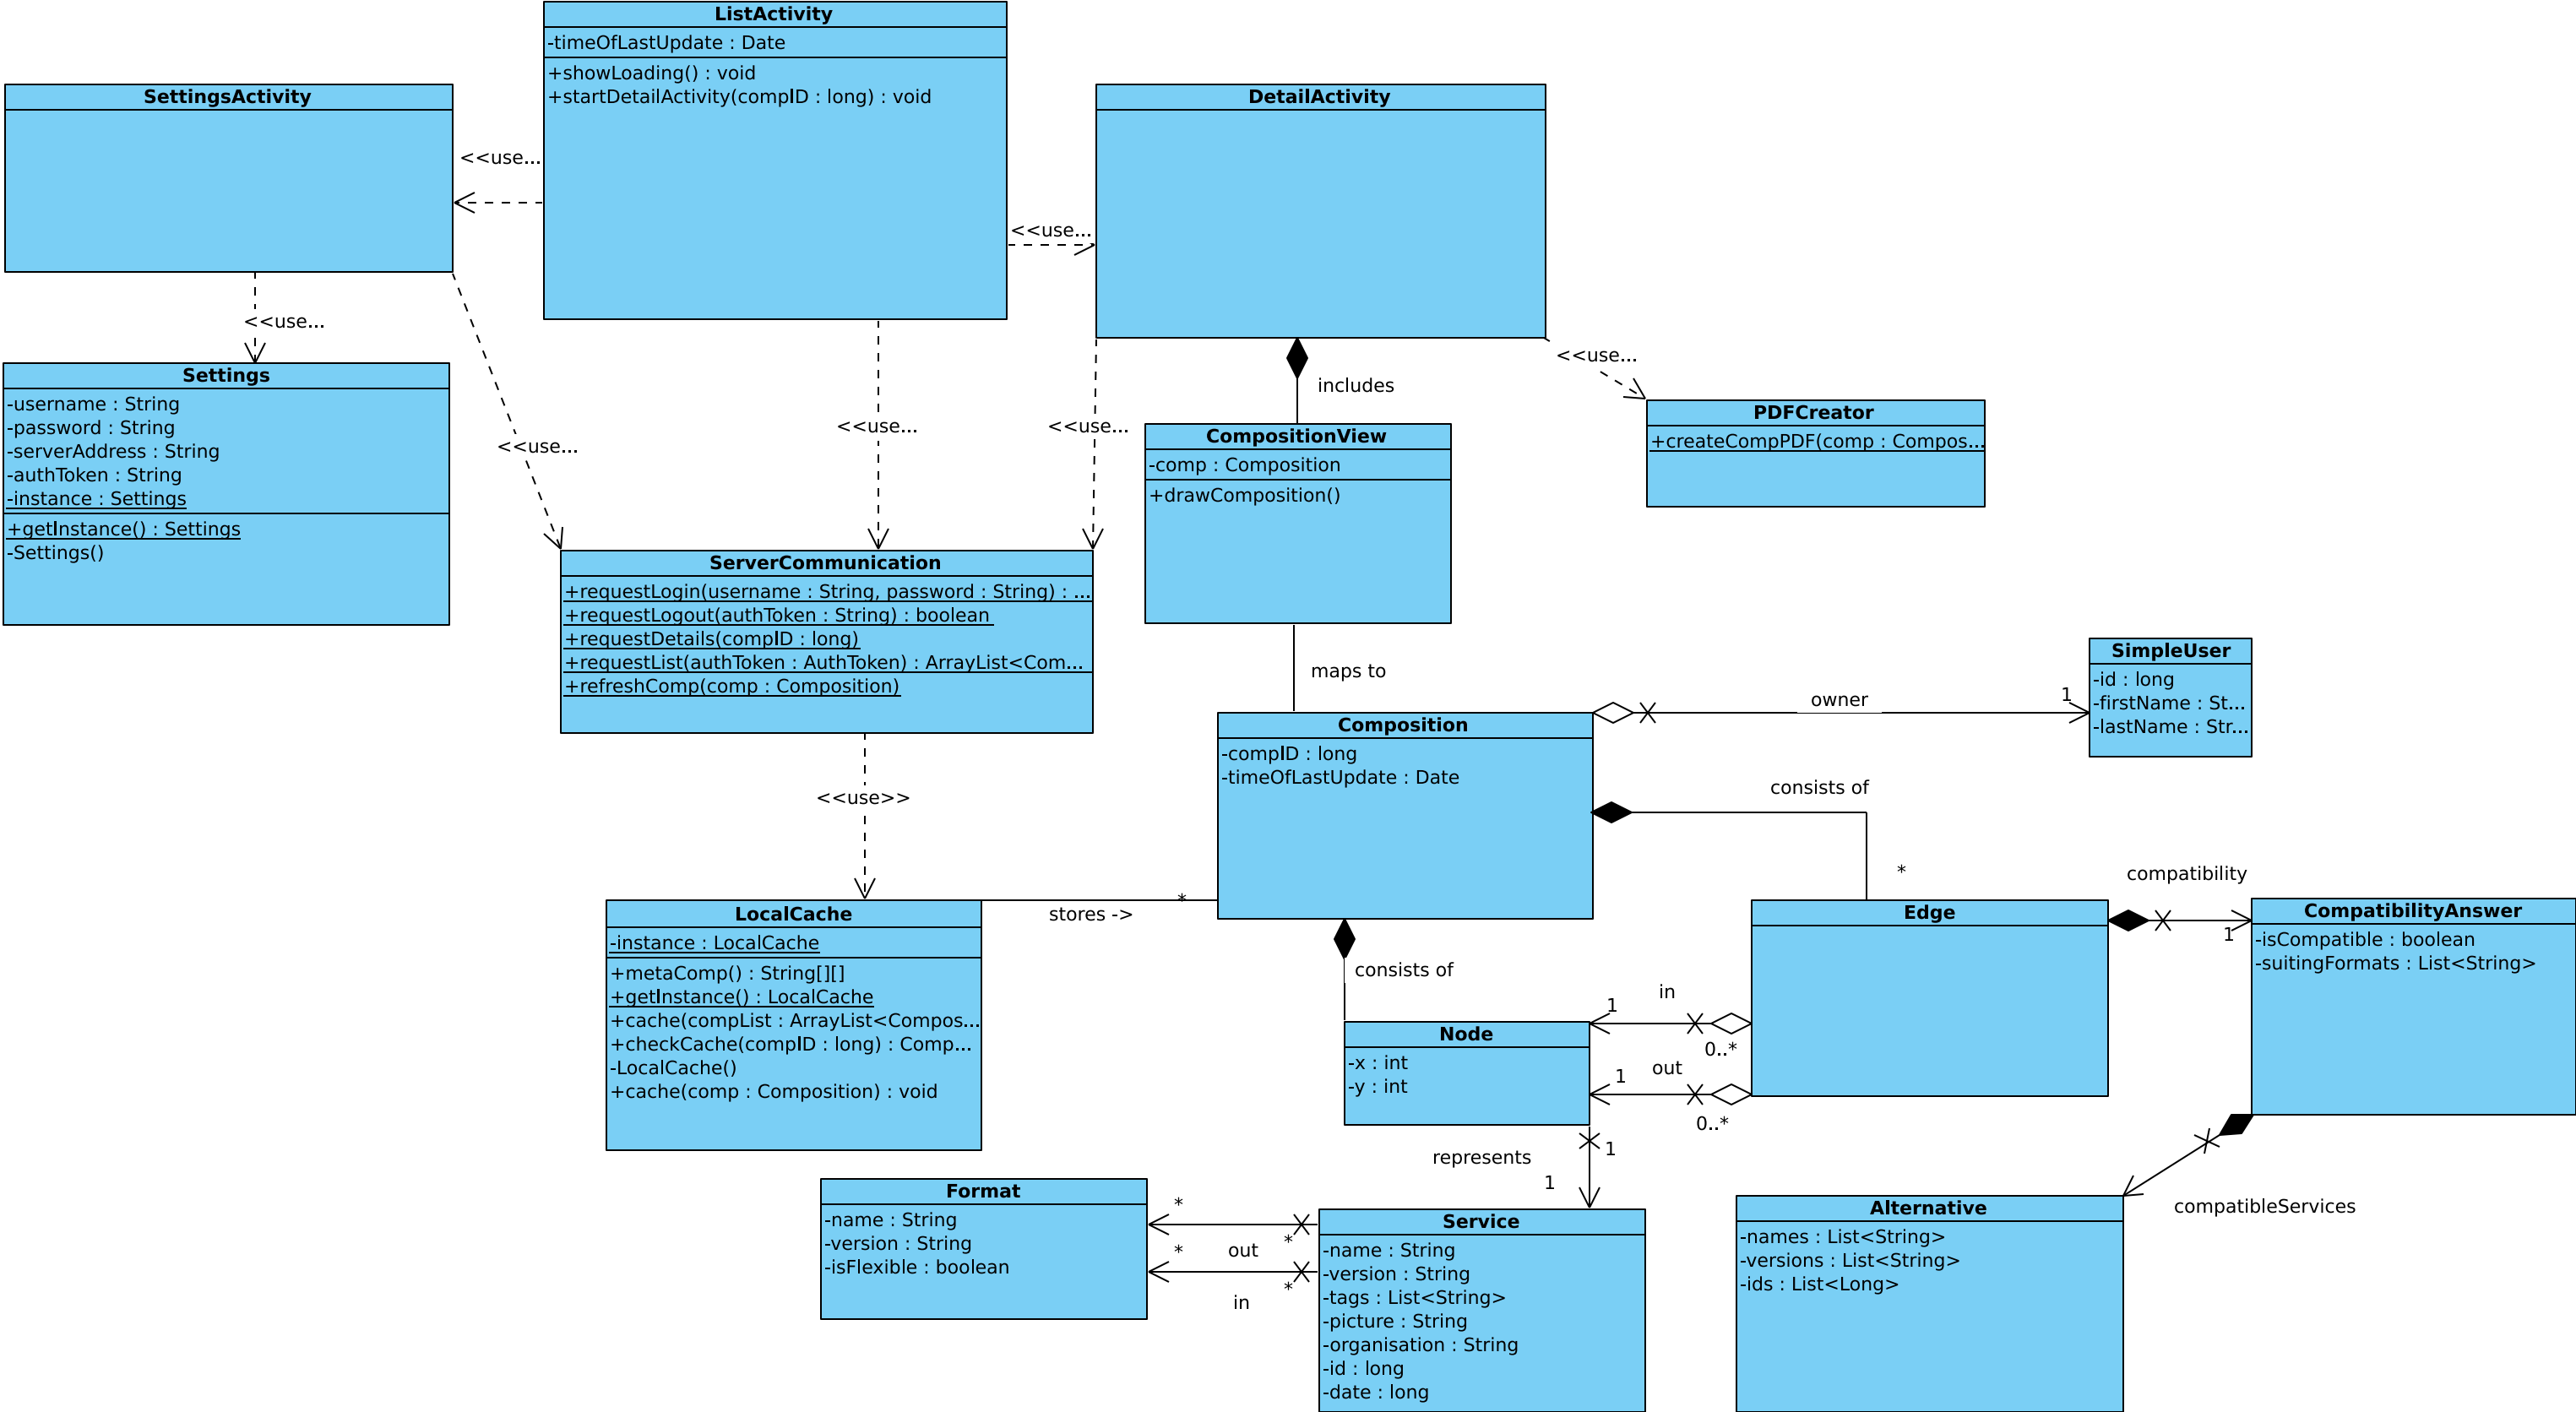 ListActivity
-timeOfLastUpdate : Date
+showLoading() : void
+startDetailActivity(compID : long) : void
SettingsActivity
DetailActivity
<<use...
<<use...
<<use...
<<use...
<<use...
<<use...
<<use...
Settings
-username : String
-password : String
-serverAddress : String
-authToken : String
-instance : Settings
+getInstance() : Settings
-Settings()
includes
CompositionView
-comp : Composition
+drawComposition()
PDFCreator
+createCompPDF(comp : Compos...
ServerCommunication
+requestLogin(username : String, password : String) : ...
+requestLogout(authToken : String) : boolean
+requestDetails(compID : long)
+requestList(authToken : AuthToken) : ArrayList<Com...
+refreshComp(comp : Composition)
maps to
SimpleUser
-id : long
-firstName : St...
-lastName : Str...
owner
1
Composition
-compID : long
-timeOfLastUpdate : Date
<<use>>
consists of
*
compatibility
1
LocalCache
-instance : LocalCache
+metaComp() : String[][]
+getInstance() : LocalCache
+cache(compList : ArrayList<Compos...
+checkCache(compID : long) : Comp...
-LocalCache()
+cache(comp : Composition) : void
stores ->
*
consists of
Edge
CompatibilityAnswer
-isCompatible : boolean
-suitingFormats : List<String>
1
in
0..*
1
out
0..*
Node
-x : int
-y : int
represents
1
1
compatibleServices
Format
-name : String
-version : String
-isFlexible : boolean
*
out
*
*
in
*
Service
-name : String
-version : String
-tags : List<String>
-picture : String
-organisation : String
-id : long
-date : long
Alternative
-names : List<String>
-versions : List<String>
-ids : List<Long>